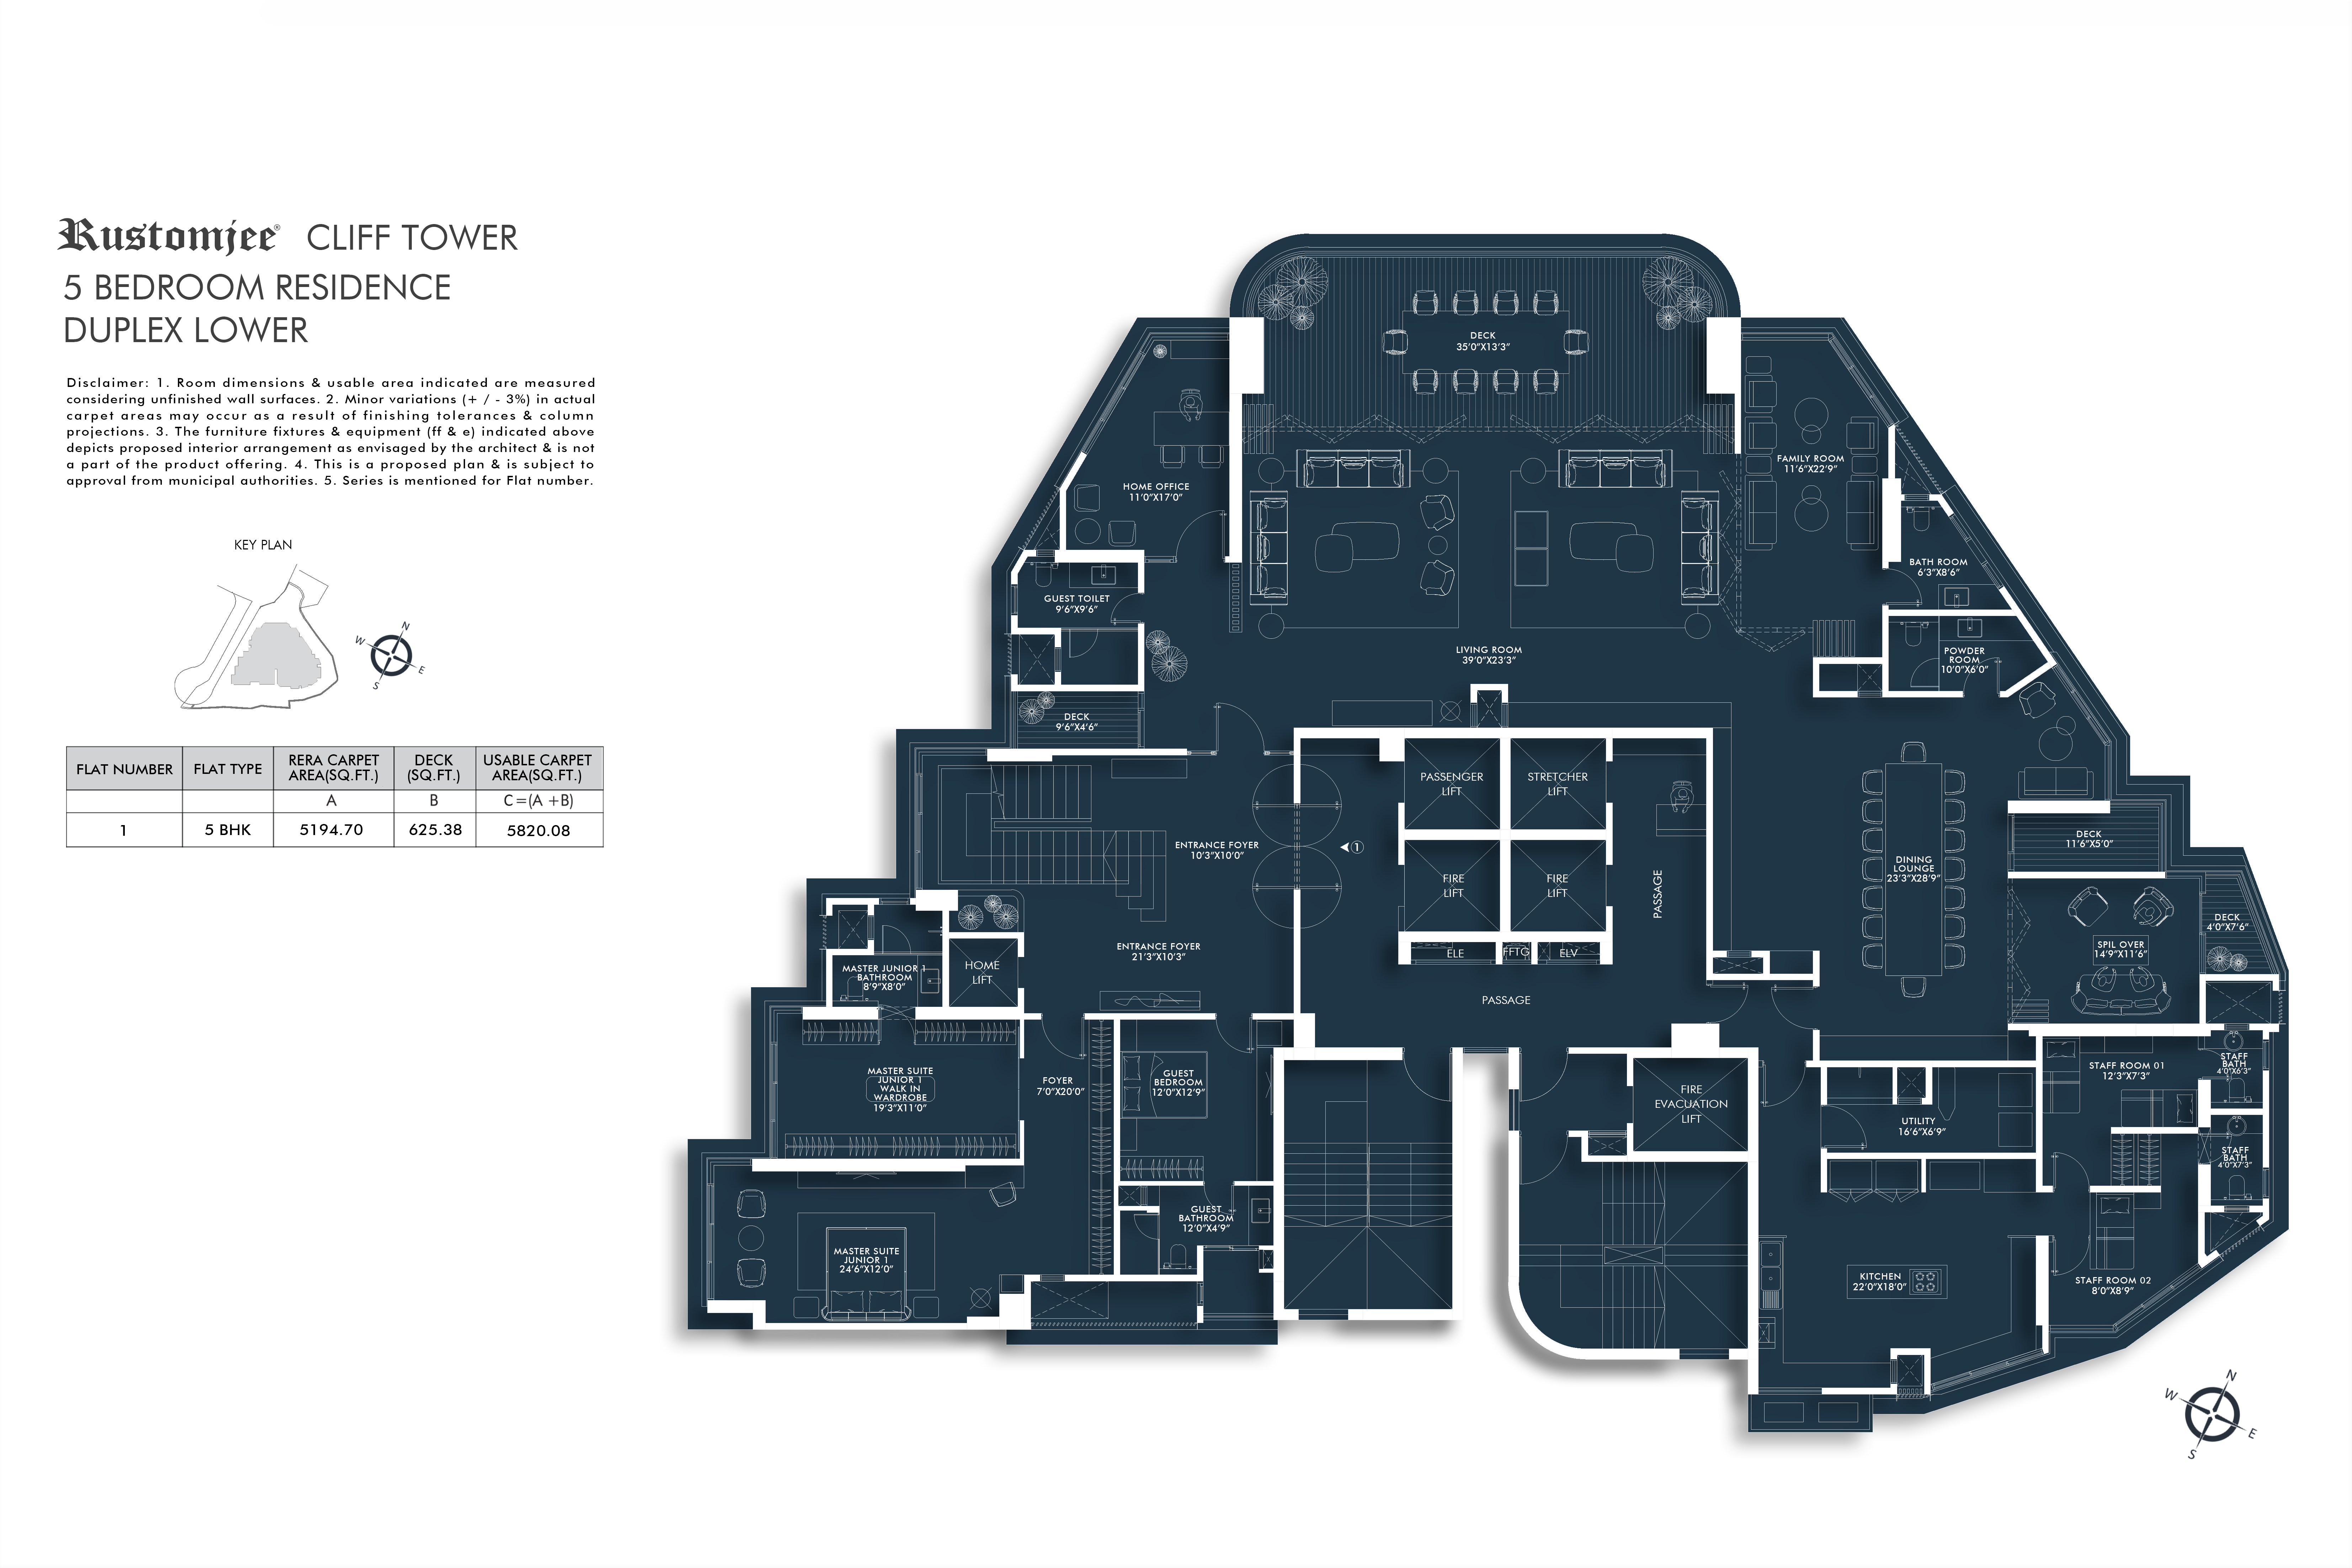 Rustomjee® CLIFF TOWER
5 BEDROOM RESIDENCE
DUPLEX LOWER
Disclaimer: 1. Room dimensions & usable area indicated are measured
considering unfinished wall surfaces. 2. Minor variations (+ / - 3%) in actual
carpet areas may occur as a result of finishing tolerances & column
projections. 3. The furniture fixtures & equipment (ff & e) indicated above
depicts proposed interior arrangement as envisaged by the architect & is not
a part of the product offering. 4. This is a proposed plan & is subject to
approval from municipal authorities. 5. Series is mentioned for Flat number.
KEY PLAN
N
W
E
S
FLAT NUMBER FLAT TYPE RERA CARPET AREA(SQ.FT.) DECK (SQ.FT.) USABLE CARPET AREA(SQ.FT.)
A B C=(A +B)
1 5 BHK 5194.70 625.38 5820.08
DECK
35'0"X13'3"
HOME OFFICE
11'0"X17'0"
FAMILY ROOM
11'6"X22'9"
BATH ROOM
6'3"X8'6"
GUEST TOILET
9'6"X9'6"
LIVING ROOM
39'0"X23'3"
POWDER
ROOM
10'0"X6'0"
DECK
9'6"X4'6"
PASSENGER
LIFT
STRETCHER
LIFT
ENTRANCE FOYER
10'3"X10'0"
1
FIRE
LIFT
FIRE
LIFT
PASSAGE
DINING
LOUNGE
23'3"X28'9"
DECK
11'6"X5'0"
DECK
4'0"X7'6"
SPIL OVER
14'9"X11'6"
ENTRANCE FOYER
21'3"X10'3"
ELE
FFTG
ELV
HOME
LIFT
MASTER JUNIOR 1
BATHROOM
8'9"X8'0"
PASSAGE
MASTER SUITE
JUNIOR 1
WALK IN
WARDROBE
19'3"X11'0"
FOYER
7'0"X20'0"
GUEST
BEDROOM
12'0"X12'9"
FIRE
EVACUATION
LIFT
UTILITY
16'6"X6'9"
STAFF ROOM 01
12'3"X7'3"
STAFF
BATH
4'0"X6'3"
STAFF
BATH
4'0"X7'3"
GUEST
BATHROOM
12'0"X4'9"
MASTER SUITE
JUNIOR 1
24'6"X12'0"
KITCHEN
22'0"X18'0"
STAFF ROOM 02
8'0"X8'9"
N
W
E
S